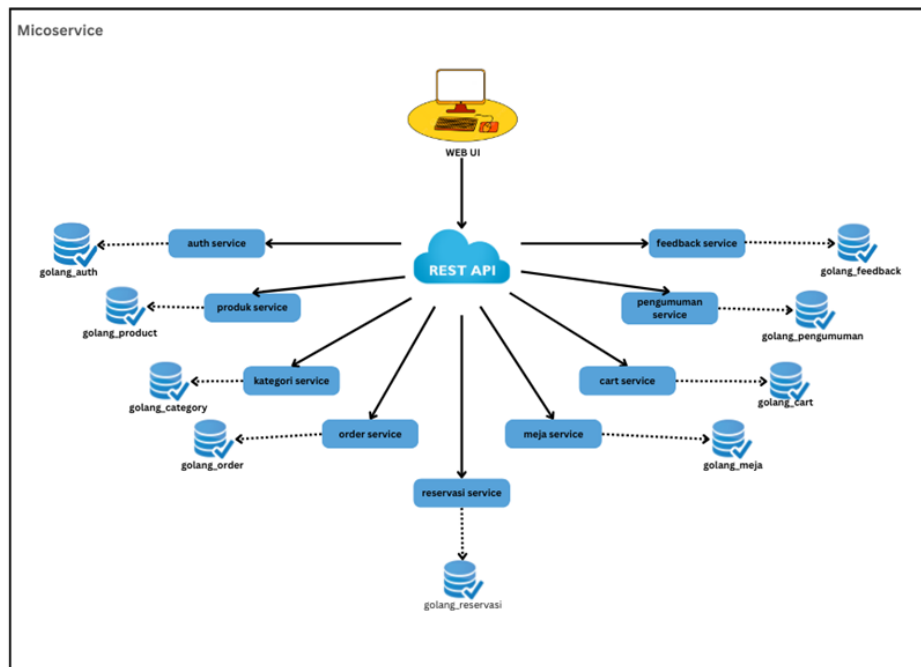 Micoservice
WEB UI
REST API
auth service
golang_auth
feedback service
golang_feedback
produk service
golang_product
pengumuman
service
golang_pengumuman
kategori service
golang_category
cart service
golang_cart
order service
golang_order
meja service
golang_meja
reservasi service
golang_reservasi